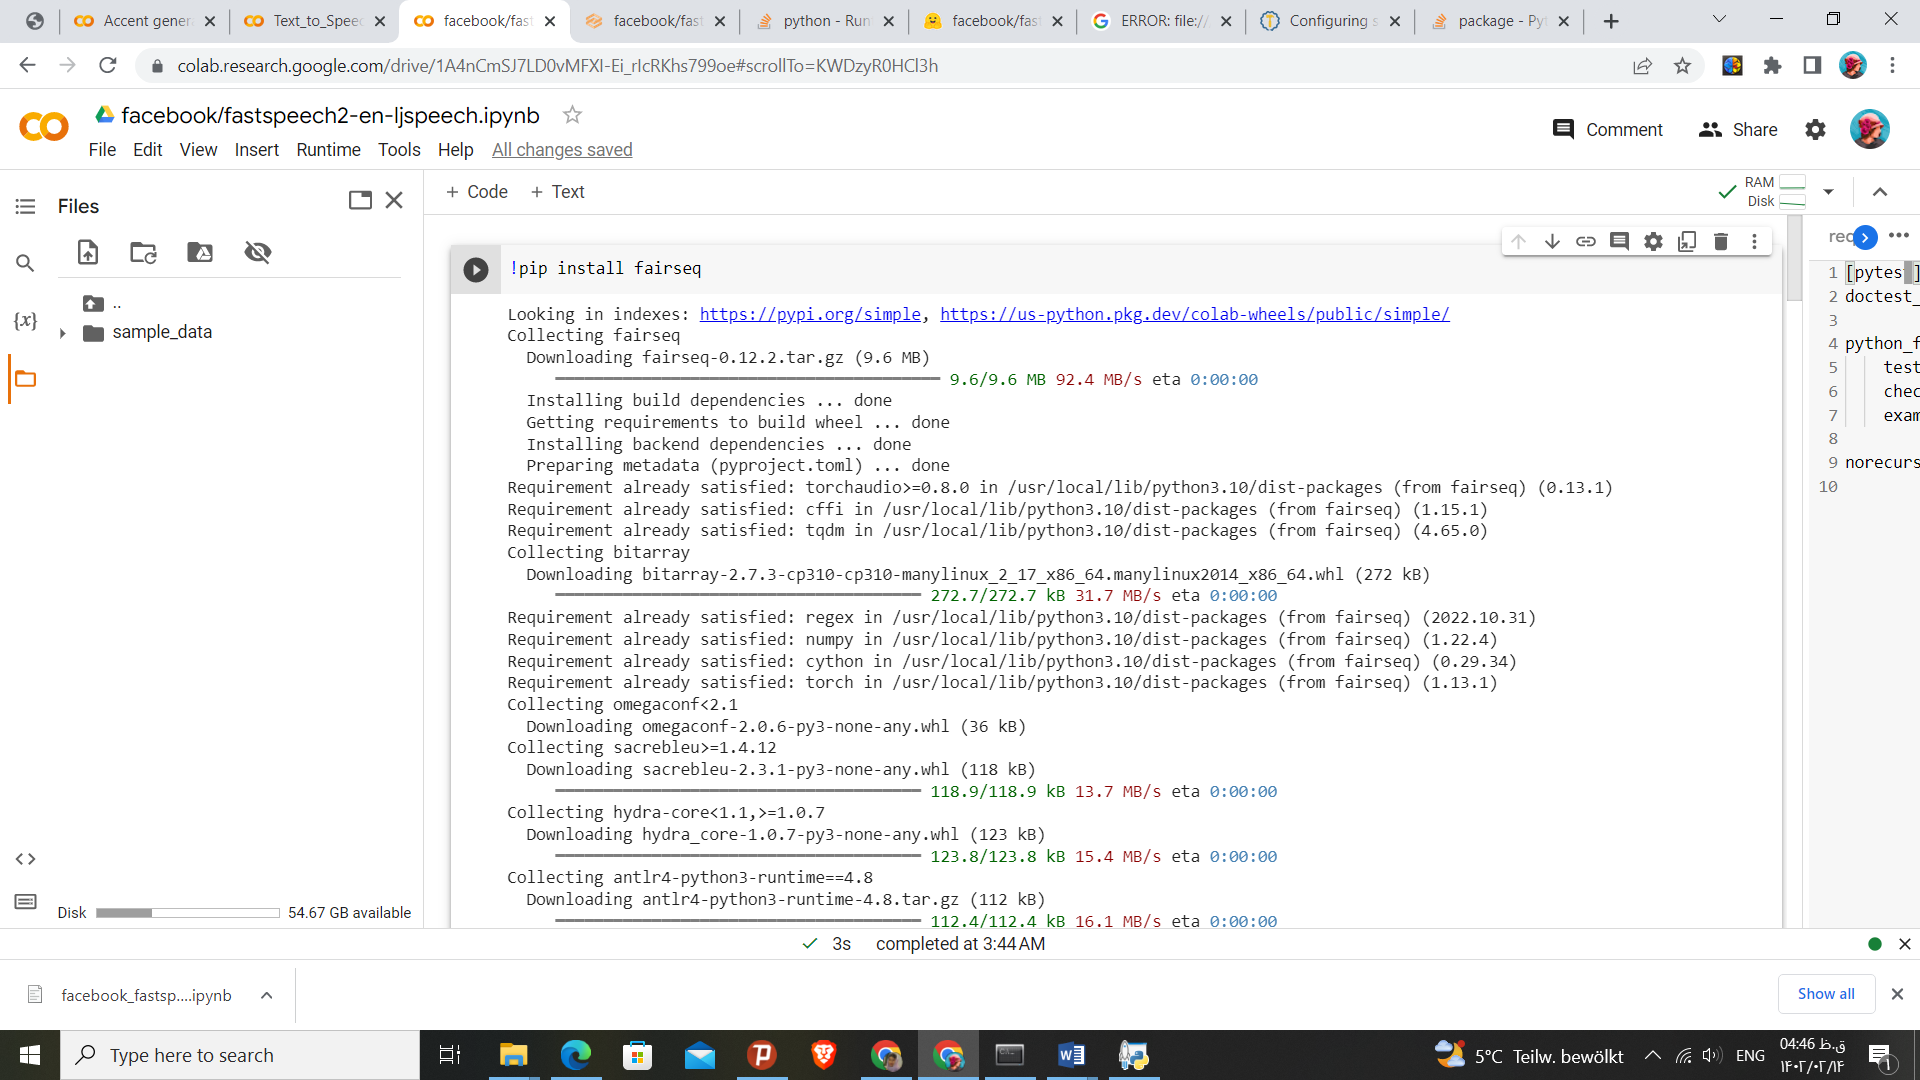 Accent gener
Text_to_Speec
facebook/fast
facebook/fast
python - Run
facebook/fas
ERROR: file://
Configuring s
package - Pyt
colab.research.google.com/drive/1A4nCmSJ7LD0vMFXI-Ei_rIcRKhs799oe#scrollTo=KWDzyR0HCl3h
facebook/fastspeech2-en-ljspeech.ipynb
Comment
Share
File Edit View Insert Runtime Tools Help All changes saved
Files
+ Code + Text
RAM
Disk
..
sample_data
{x}
!pip install fairseq
Looking in indexes: https://pypi.org/simple, https://us-python.pkg.dev/colab-wheels/public/simple/
Collecting fairseq
Downloading fairseq-0.12.2.tar.gz (9.6 MB)
9.6/9.6 MB 92.4 MB/s eta 0:00:00
Installing build dependencies ... done
Getting requirements to build wheel ... done
Installing backend dependencies ... done
Preparing metadata (pyproject.toml) ... done
Requirement already satisfied: torchaudio>=0.8.0 in /usr/local/lib/python3.10/dist-packages (from fairseq) (0.13.1)
Requirement already satisfied: cffi in /usr/local/lib/python3.10/dist-packages (from fairseq) (1.15.1)
Requirement already satisfied: tqdm in /usr/local/lib/python3.10/dist-packages (from fairseq) (4.65.0)
Collecting bitarray
Downloading bitarray-2.7.3-cp310-cp310-manylinux_2_17_x86_64.manylinux2014_x86_64.whl (272 kB)
272.7/272.7 kB 31.7 MB/s eta 0:00:00
Requirement already satisfied: regex in /usr/local/lib/python3.10/dist-packages (from fairseq) (2022.10.31)
Requirement already satisfied: numpy in /usr/local/lib/python3.10/dist-packages (from fairseq) (1.22.4)
Requirement already satisfied: cython in /usr/local/lib/python3.10/dist-packages (from fairseq) (0.29.34)
Requirement already satisfied: torch in /usr/local/lib/python3.10/dist-packages (from fairseq) (1.13.1)
Collecting omegaconf<2.1
Downloading omegaconf-2.0.6-py3-none-any.whl (36 kB)
Collecting sacrebleu>=1.4.12
Downloading sacrebleu-2.3.1-py3-none-any.whl (118 kB)
118.9/118.9 kB 13.7 MB/s eta 0:00:00
Collecting hydra-core<1.1,>=1.0.7
Downloading hydra_core-1.0.7-py3-none-any.whl (123 kB)
123.8/123.8 kB 15.4 MB/s eta 0:00:00
Collecting antlr4-python3-runtime==4.8
Downloading antlr4-python3-runtime-4.8.tar.gz (112 kB)
112.4/112.4 kB 16.1 MB/s eta 0:00:00
req
1 [pytest]
2 doctest_
3
4 python_f
5 test
6 chec
7 exam
8
9 norecurs
10
Disk 54.67 GB available
3s completed at 3:44 AM
facebook_fastsp....ipynb
Show all
Type here to search
5°C Teilw. bewölkt
ENG
04:46 ق.ظ
۱۴۰۲/۰۲/۱۴
۱